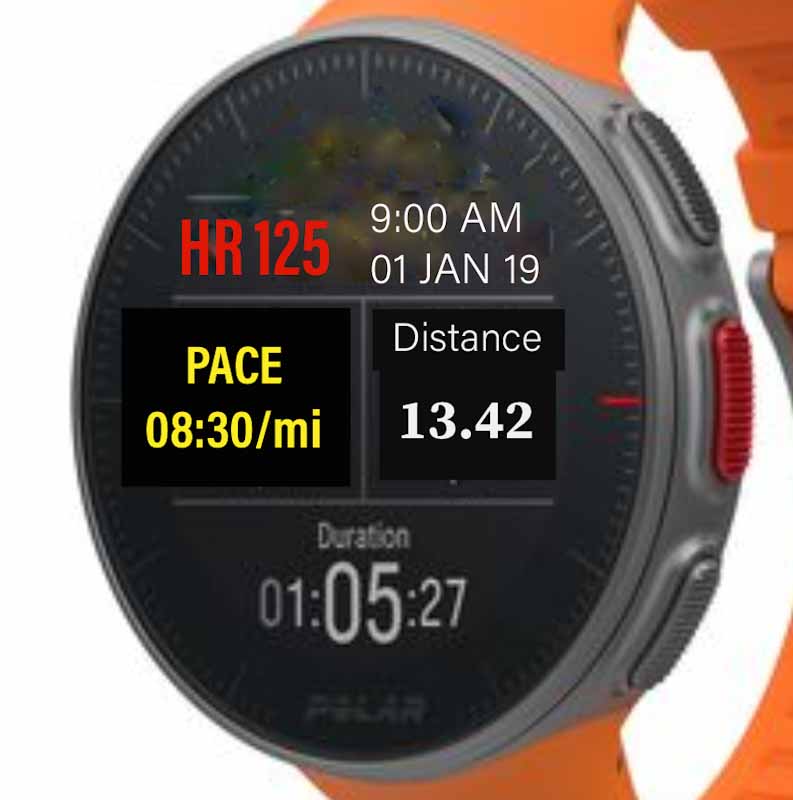 HR 125
9:00 AM
01 JAN 19
PACE
08:30/mi
Distance
13.42
Duration
01:05:27
POLAR